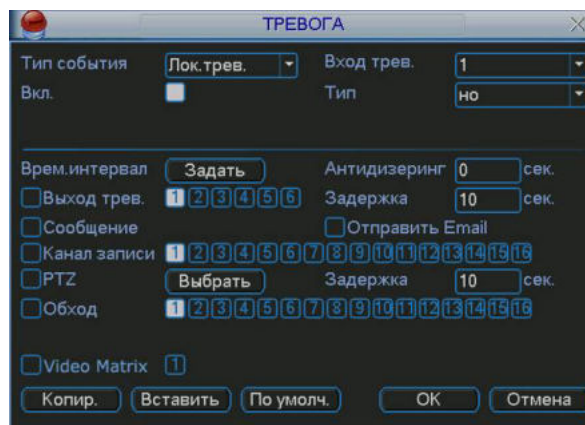 ТРЕВОГА
Тип события Лок.трев. Вход трев. 1
Вкл. Тип но
Врем.интервал Задать Антидизеринг 0 сек.
Выход трев. 1 2 3 4 5 6 Задержка 10 сек.
Сообщение Отправить Email
Канал записи 1 2 3 4 5 6 7 8 9 10 11 12 13 14 15 16
PTZ Выбрать Задержка 10 сек.
Обход 1 2 3 4 5 6 7 8 9 10 11 12 13 14 15 16
Video Matrix 1
Копир. Вставить По умолч. OK Отмена